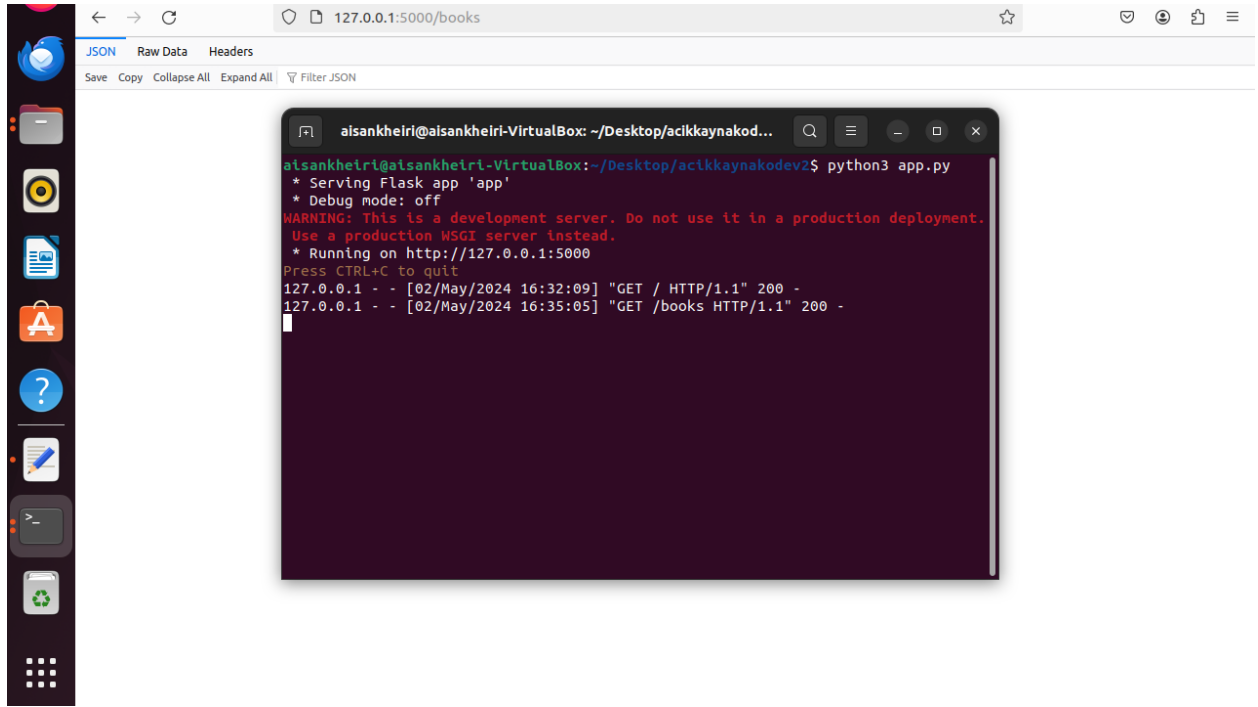 127.0.0.1:5000/books
JSON Raw Data Headers
Save Copy Collapse All Expand All Filter JSON
aisankheiri@aisankheiri-VirtualBox: ~/Desktop/acikkaynakod...
aisankheiri@aisankheiri-VirtualBox:~/Desktop/acikkaynakodev2$ python3 app.py
* Serving Flask app 'app'
* Debug mode: off
WARNING: This is a development server. Do not use it in a production deployment.
Use a production WSGI server instead.
* Running on http://127.0.0.1:5000
Press CTRL+C to quit
127.0.0.1 - - [02/May/2024 16:32:09] "GET / HTTP/1.1" 200 -
127.0.0.1 - - [02/May/2024 16:35:05] "GET /books HTTP/1.1" 200 -